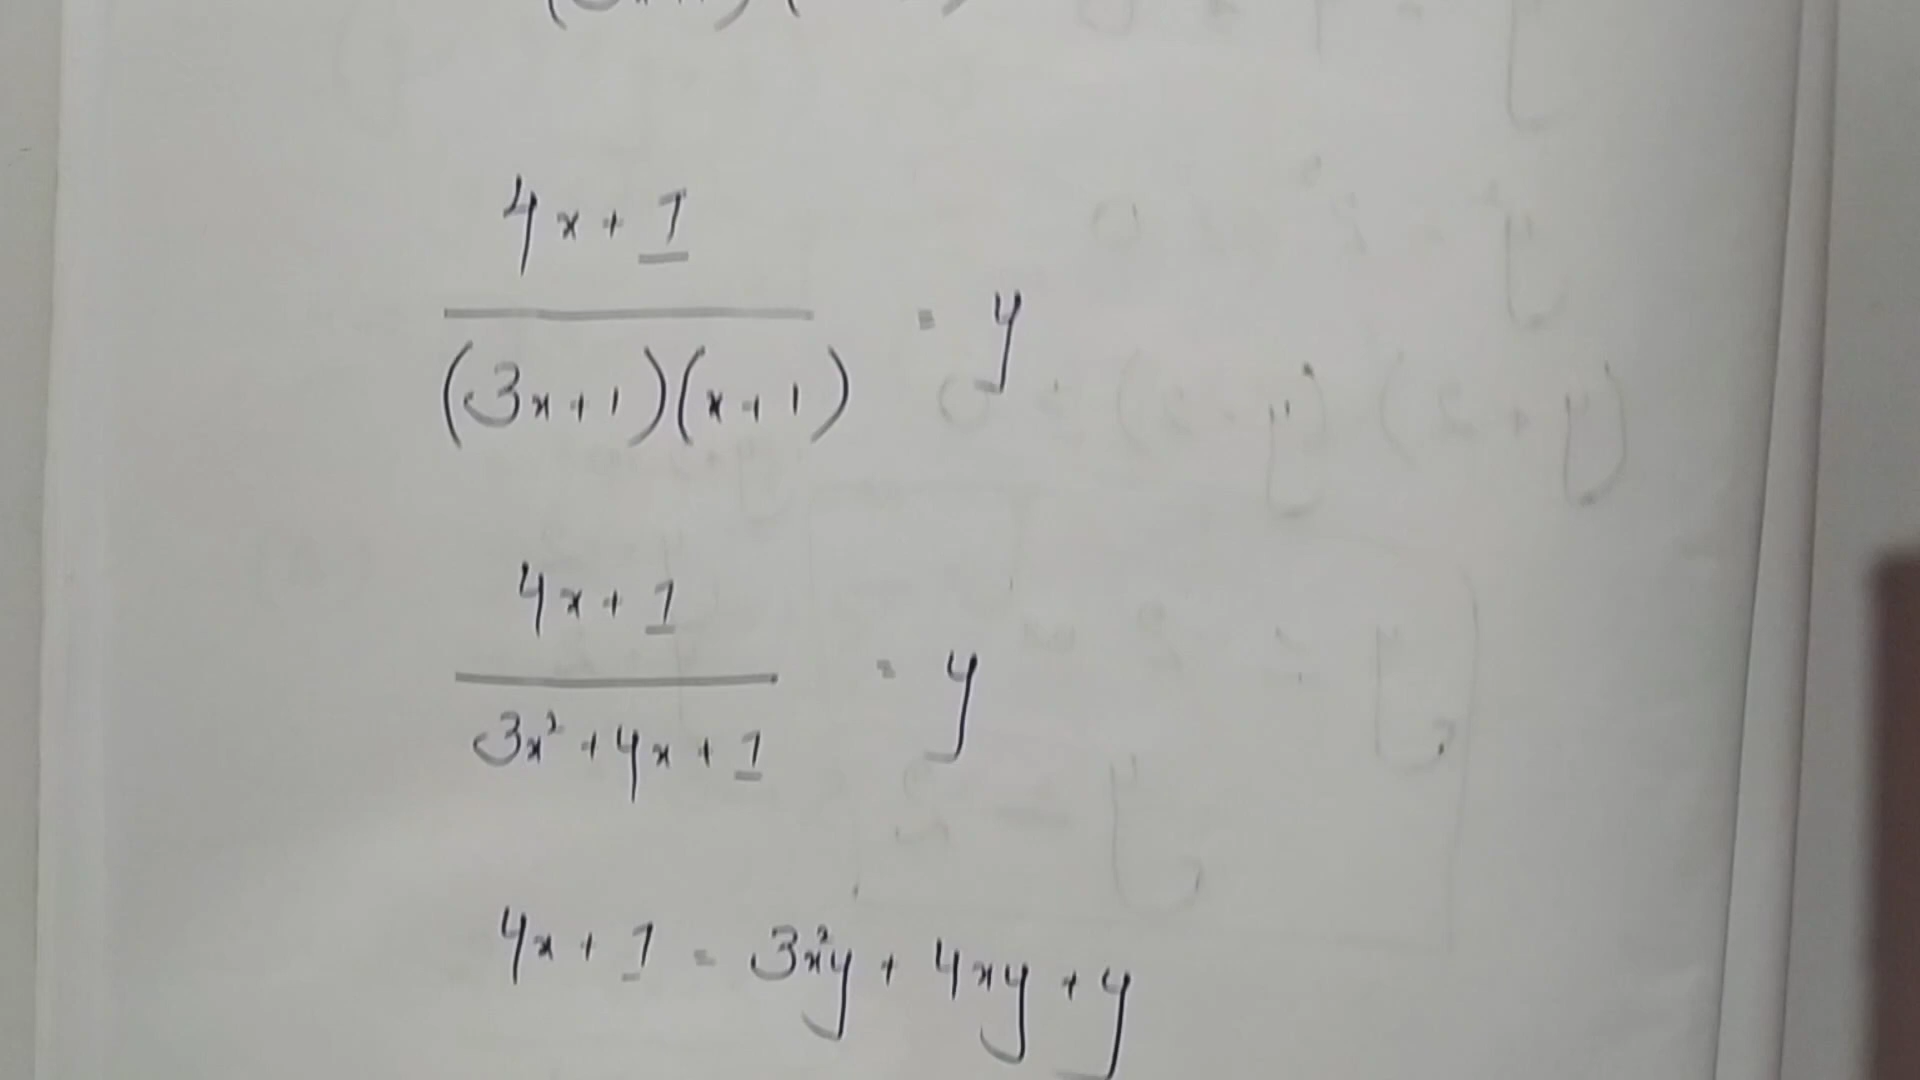 4x + 1
(3x + 1)(x + 1) = y
4x + 1
3x² + 4x + 1 = y
4x + 1 = 3x²y + 4xy + y